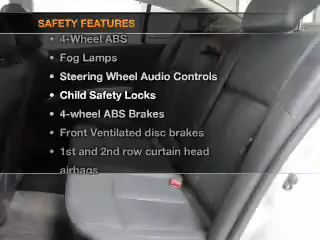 SAFETY FEATURES
• 4-Wheel ABS
• Fog Lamps
• Steering Wheel Audio Controls
• Child Safety Locks
• 4-wheel ABS Brakes
• Front Ventilated disc brakes
• 1st and 2nd row curtain head
airbags